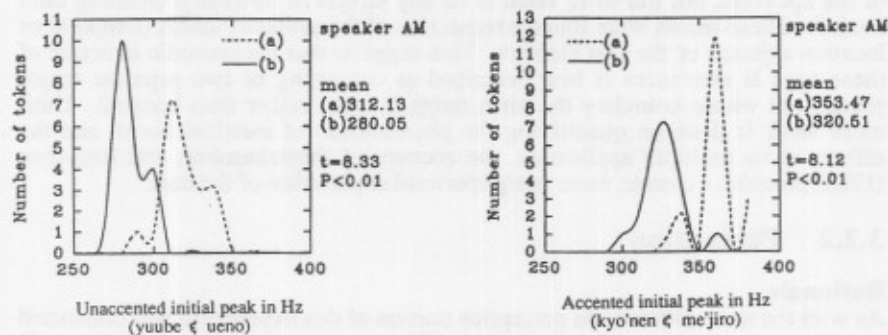 speaker AM
Number of tokens
11
10
9
8
7
6
5
4
3
2
1
0
(a)
(b)
mean
(a)312.13
(b)280.05
t=8.33
P<0.01
250 300 350 400
Unaccented initial peak in Hz
(yuube ¢ ueno)
speaker AM
Number of tokens
13
12
11
10
9
8
7
6
5
4
3
2
1
0
(a)
(b)
mean
(a)353.47
(b)320.61
t=8.12
P<0.01
250 300 350 400
Accented initial peak in Hz
(kyo'nen ¢ me'jiro)